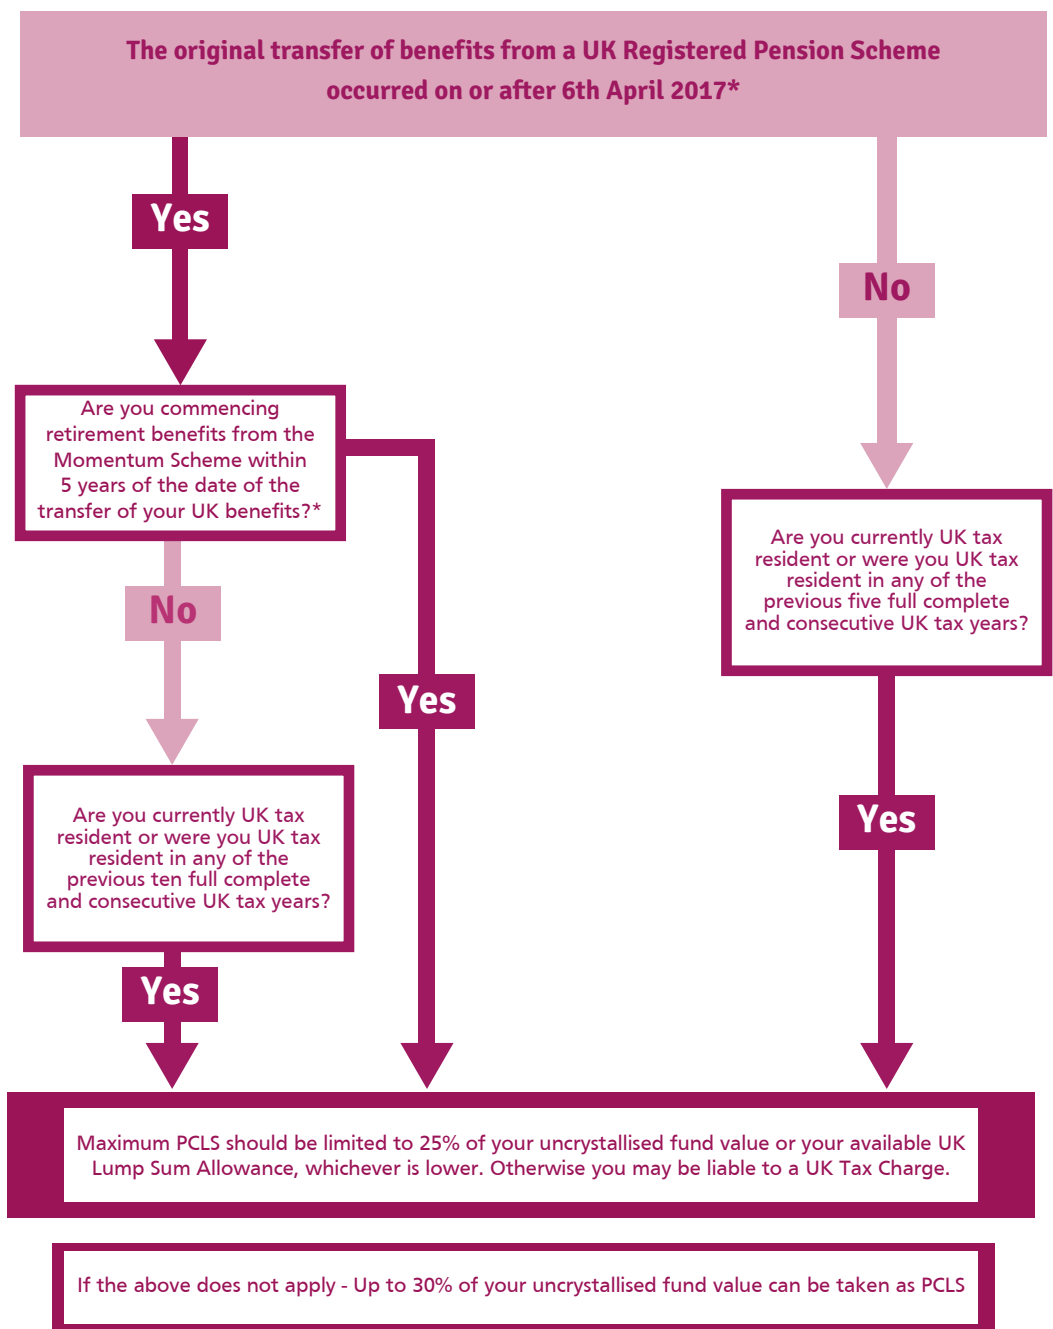 The original transfer of benefits from a UK Registered Pension Scheme
occurred on or after 6th April 2017*
Yes
No
Are you commencing
retirement benefits from the
Momentum Scheme within
5 years of the date of the
transfer of your UK benefits?*
Are you currently UK tax
resident or were you UK tax
resident in any of the
previous five full complete
and consecutive UK tax years?
No
Yes
Are you currently UK tax
resident or were you UK tax
resident in any of the
previous ten full complete
and consecutive UK tax years?
Yes
Yes
Maximum PCLS should be limited to 25% of your uncrystallised fund value or your available UK
Lump Sum Allowance, whichever is lower. Otherwise you may be liable to a UK Tax Charge.
If the above does not apply - Up to 30% of your uncrystallised fund value can be taken as PCLS